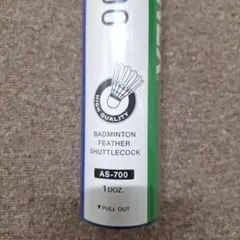 HIGH QUALITY
BADMINTON
FEATHER
SHUTTLECOCK
AS-700
1 DOZ.
▼PULL OUT